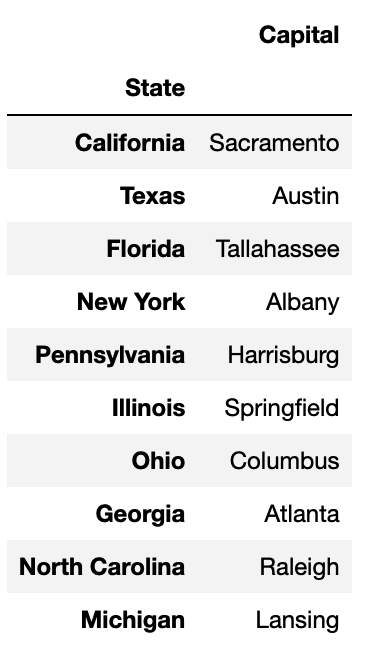 Capital
State
California Sacramento
Texas Austin
Florida Tallahassee
New York Albany
Pennsylvania Harrisburg
Illinois Springfield
Ohio Columbus
Georgia Atlanta
North Carolina Raleigh
Michigan Lansing